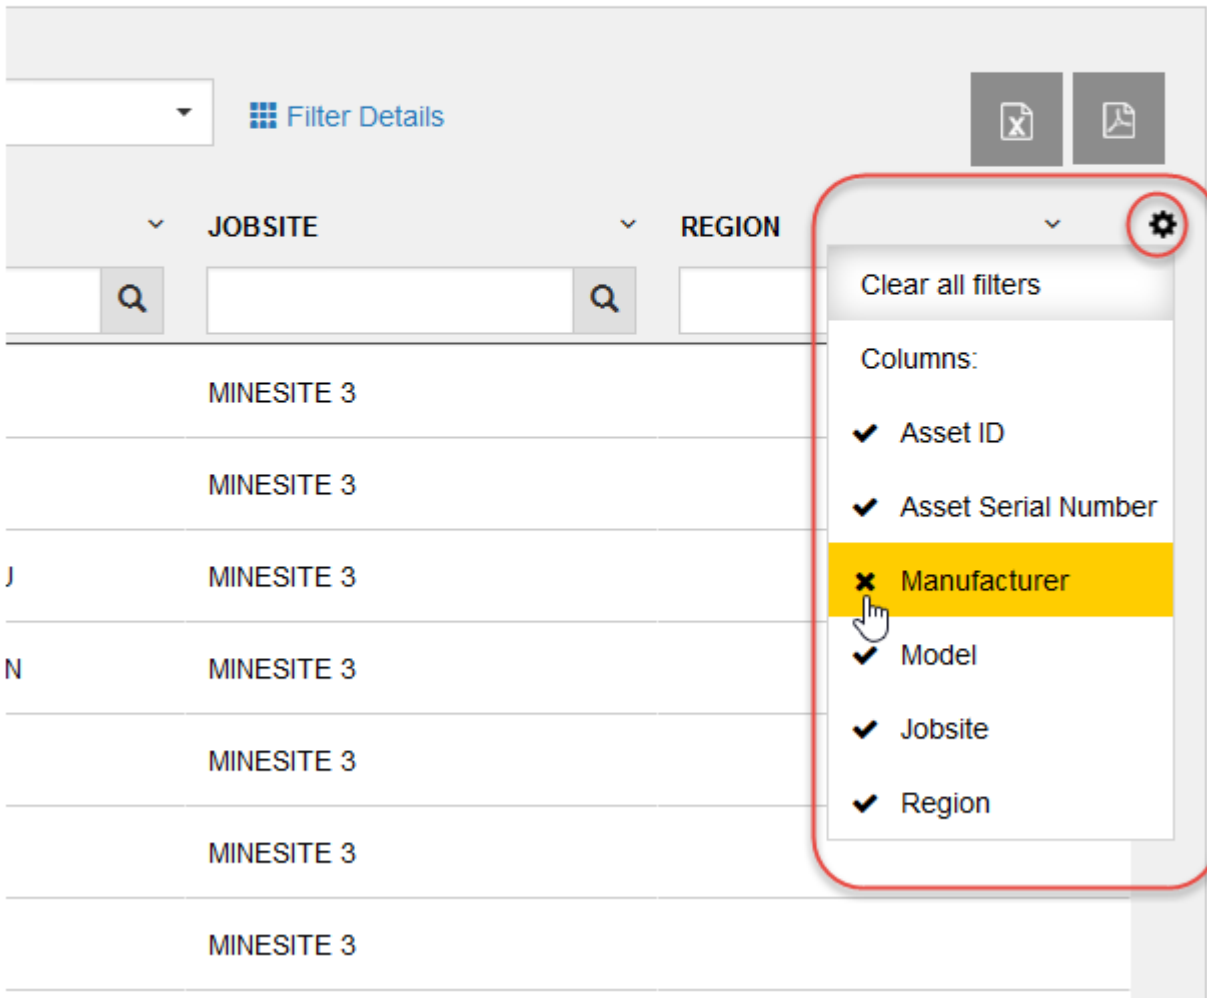 Filter Details
JOBSITE
REGION
Clear all filters
Columns:
MINESITE 3
Asset ID
MINESITE 3
Asset Serial Number
J
MINESITE 3
Manufacturer
N
MINESITE 3
Model
MINESITE 3
Jobsite
MINESITE 3
Region
MINESITE 3